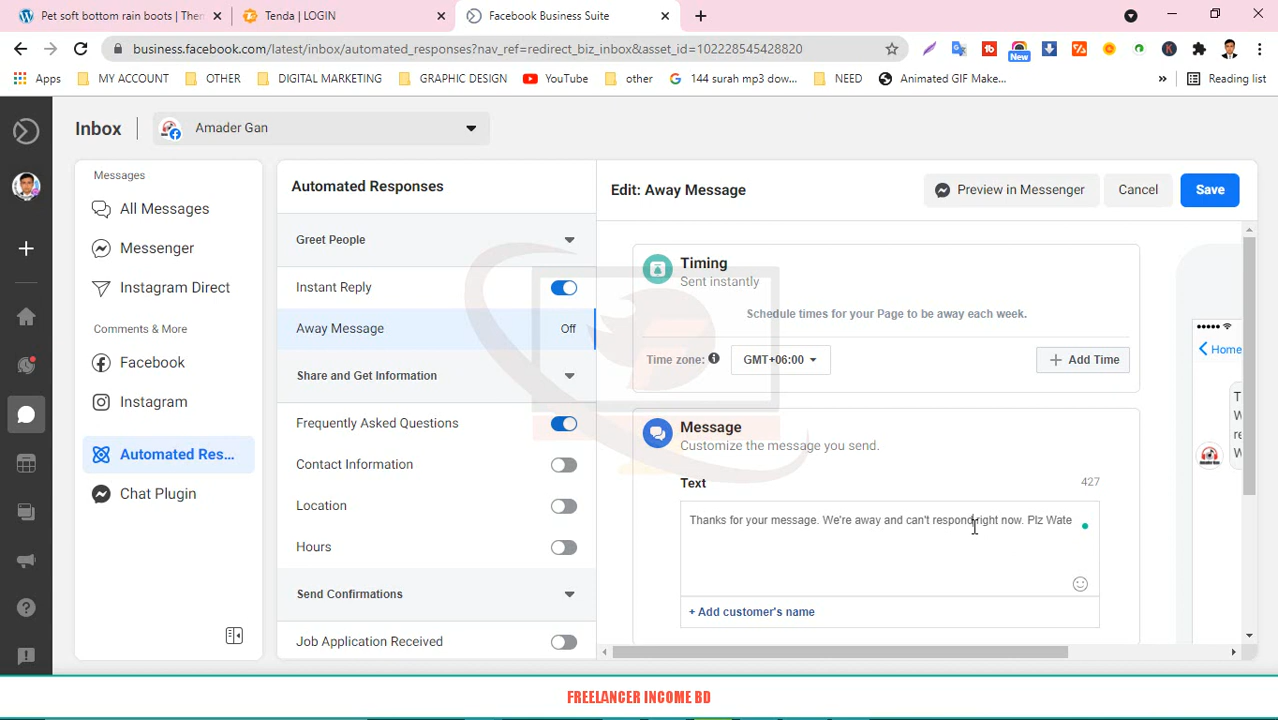 Pet soft bottom rain boots | Ther
Tenda | LOGIN
Facebook Business Suite
business.facebook.com/latest/inbox/automated_responses?nav_ref=redirect_biz_inbox&asset_id=102228545428820
New
Apps
MY ACCOUNT
OTHER
DIGITAL MARKETING
GRAPHIC DESIGN
YouTube
other
144 surah mp3 dow...
NEED
Animated GIF Make...
»
Reading list
Inbox
Amader Gan
Messages
All Messages
Messenger
Instagram Direct
Comments & More
Facebook
Instagram
Automated Res...
Chat Plugin
Automated Responses
Greet People
Instant Reply
Away Message Off
Share and Get Information
Frequently Asked Questions
Contact Information
Location
Hours
Send Confirmations
Job Application Received
Edit: Away Message
Preview in Messenger
Cancel
Save
Timing
Sent instantly
Schedule times for your Page to be away each week.
Time zone:
GMT+06:00
+ Add Time
Message
Customize the message you send.
Text
427
Thanks for your message. We're away and can't respond right now. Plz Wate
+ Add customer's name
Home
T
W
re
W
FREELANCER INCOME BD